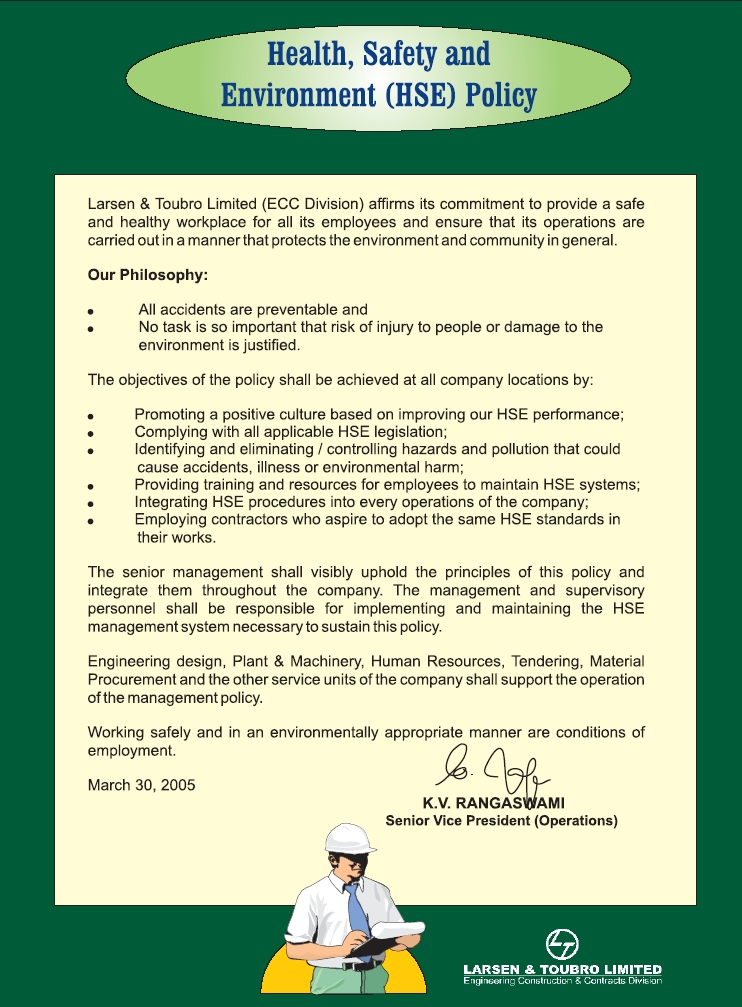 Health, Safety and
Environment (HSE) Policy
Larsen & Toubro Limited (ECC Division) affirms its commitment to provide a safe
and healthy workplace for all its employees and ensure that its operations are
carried out in a manner that protects the environment and community in general.
Our Philosophy:
• All accidents are preventable and
• No task is so important that risk of injury to people or damage to the
environment is justified.
The objectives of the policy shall be achieved at all company locations by:
• Promoting a positive culture based on improving our HSE performance;
• Complying with all applicable HSE legislation;
• Identifying and eliminating / controlling hazards and pollution that could
cause accidents, illness or environmental harm;
• Providing training and resources for employees to maintain HSE systems;
• Integrating HSE procedures into every operations of the company;
• Employing contractors who aspire to adopt the same HSE standards in
their works.
The senior management shall visibly uphold the principles of this policy and
integrate them throughout the company. The management and supervisory
personnel shall be responsible for implementing and maintaining the HSE
management system necessary to sustain this policy.
Engineering design, Plant & Machinery, Human Resources, Tendering, Material
Procurement and the other service units of the company shall support the operation
of the management policy.
Working safely and in an environmentally appropriate manner are conditions of
employment.
March 30, 2005
K.V. RANGASWAMI
Senior Vice President (Operations)
LT
LARSEN & TOUBRO LIMITED
Engineering Construction & Contracts Division